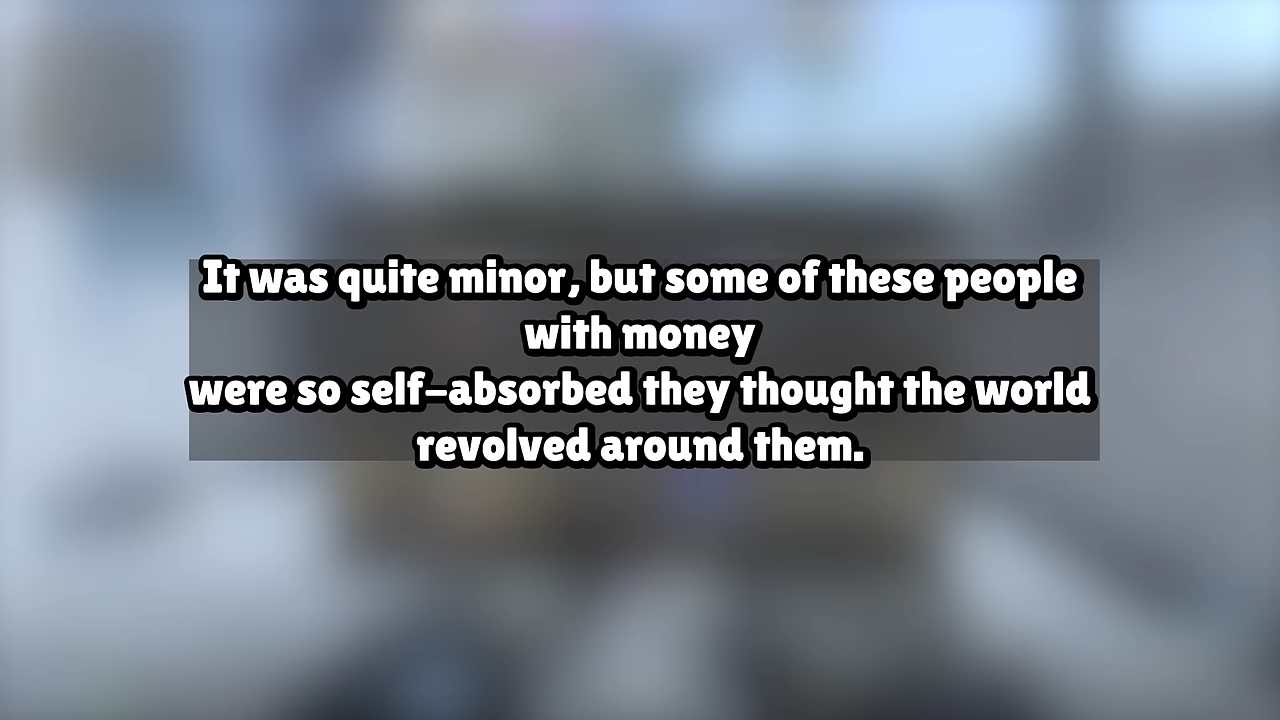 It was quite minor, but some of these people
with money
were so self-absorbed they thought the world
revolved around them.